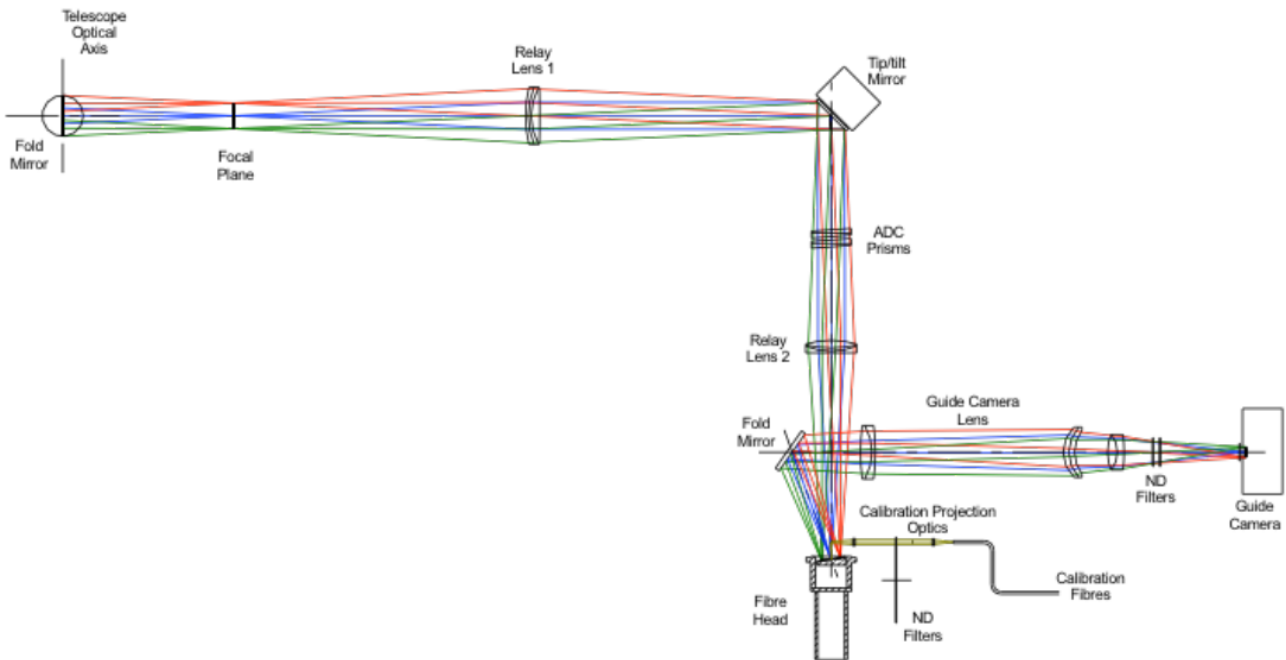 Telescope
Optical
Axis
Fold
Mirror
Focal
Plane
Relay
Lens 1
Tip/tilt
Mirror
ADC
Prisms
Relay
Lens 2
Fold
Mirror
Guide Camera
Lens
ND
Filters
Guide
Camera
Calibration Projection
Optics
Calibration
Fibres
Fibre
Head
ND
Filters